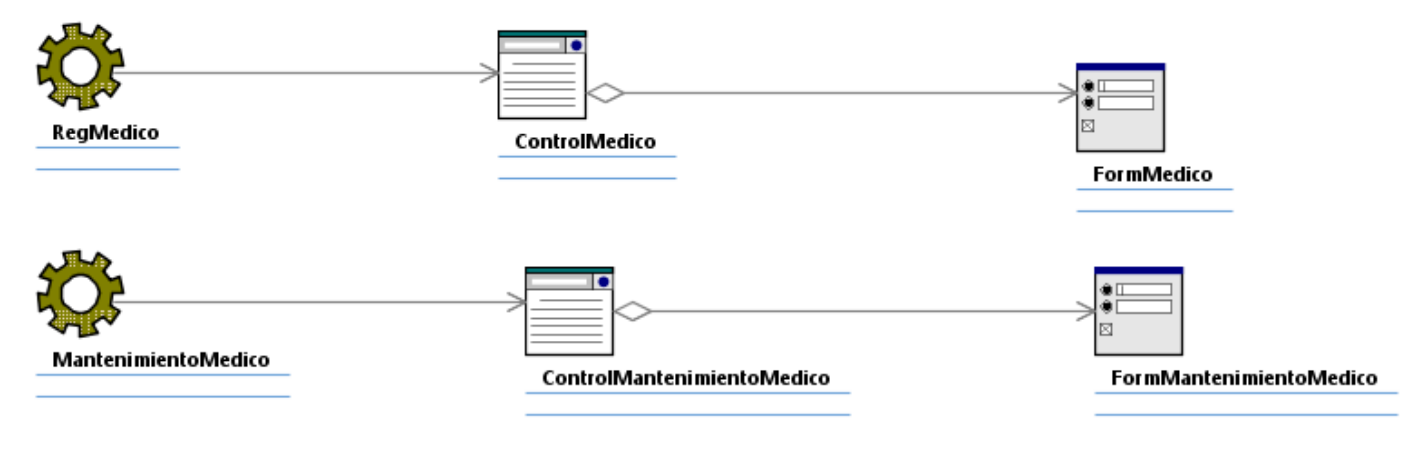 RegMedico
ControlMedico
FormMedico
MantenimientoMedico
ControlMantenimientoMedico
FormMantenimientoMedico